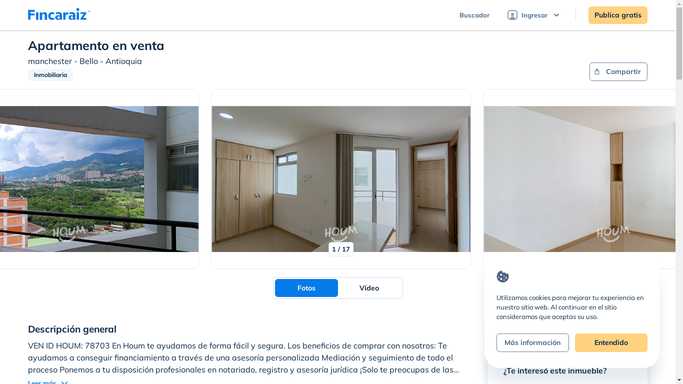 Fincaraiz
Buscador
Ingresar
Publica gratis
Apartamento en venta
manchester - Bello - Antioquia
Inmobiliaria
Compartir
HOUM
HOUM
HOUM
1 / 17
Fotos
Video
Descripción general
VEN ID HOUM: 78703 En Houm te ayudamos de forma fácil y segura. Los beneficios de comprar con nosotros: Te
ayudamos a conseguir financiamiento a través de una asesoría personalizada Mediación y seguimiento de todo el
proceso Ponemos a tu disposición profesionales en notariado, registro y asesoría jurídica ¡Solo te preocupas de las...
Leer más
Utilizamos cookies para mejorar tu experiencia en
nuestro sitio web. Al continuar en el sitio
consideramos que aceptas su uso.
Más información
Entendido
¿Te interesó este inmueble?